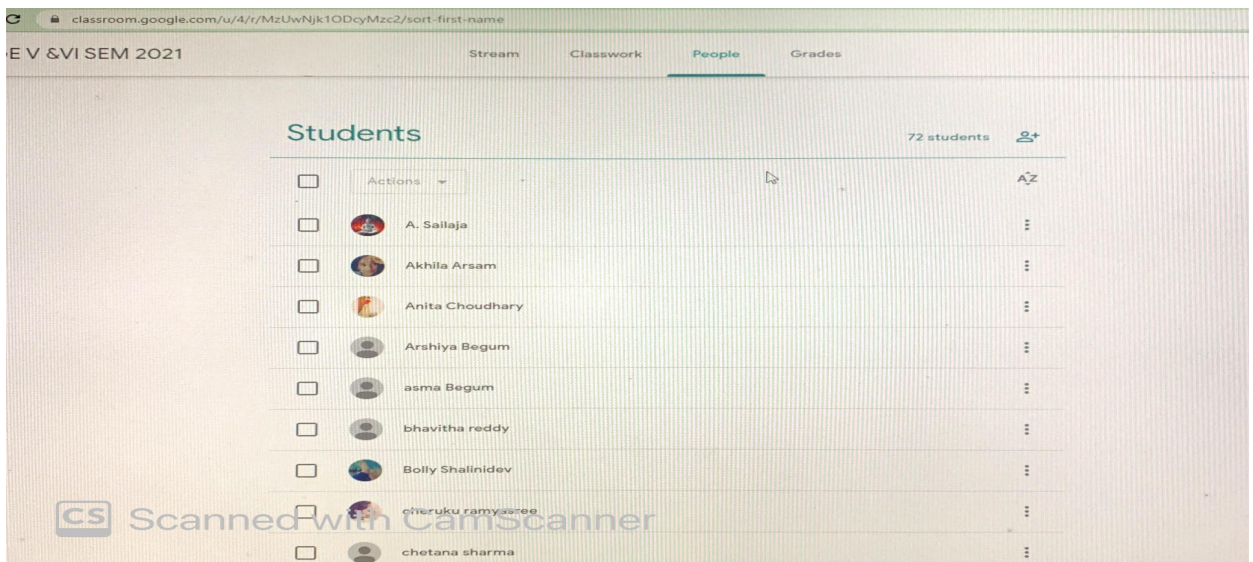 classroom.google.com/u/4/r/MzUwNjk1ODcyMzc2/sort-first-name
E V &VI SEM 2021
Stream Classwork People Grades
Students
72 students
Actions
AZ
A. Sailaja
Akhila Arsam
Anita Choudhary
Arshiya Begum
asma Begum
bhavitha reddy
Bolly Shalinidev
cheruku ramyasree
CS Scanned with CamScanner
chetana sharma